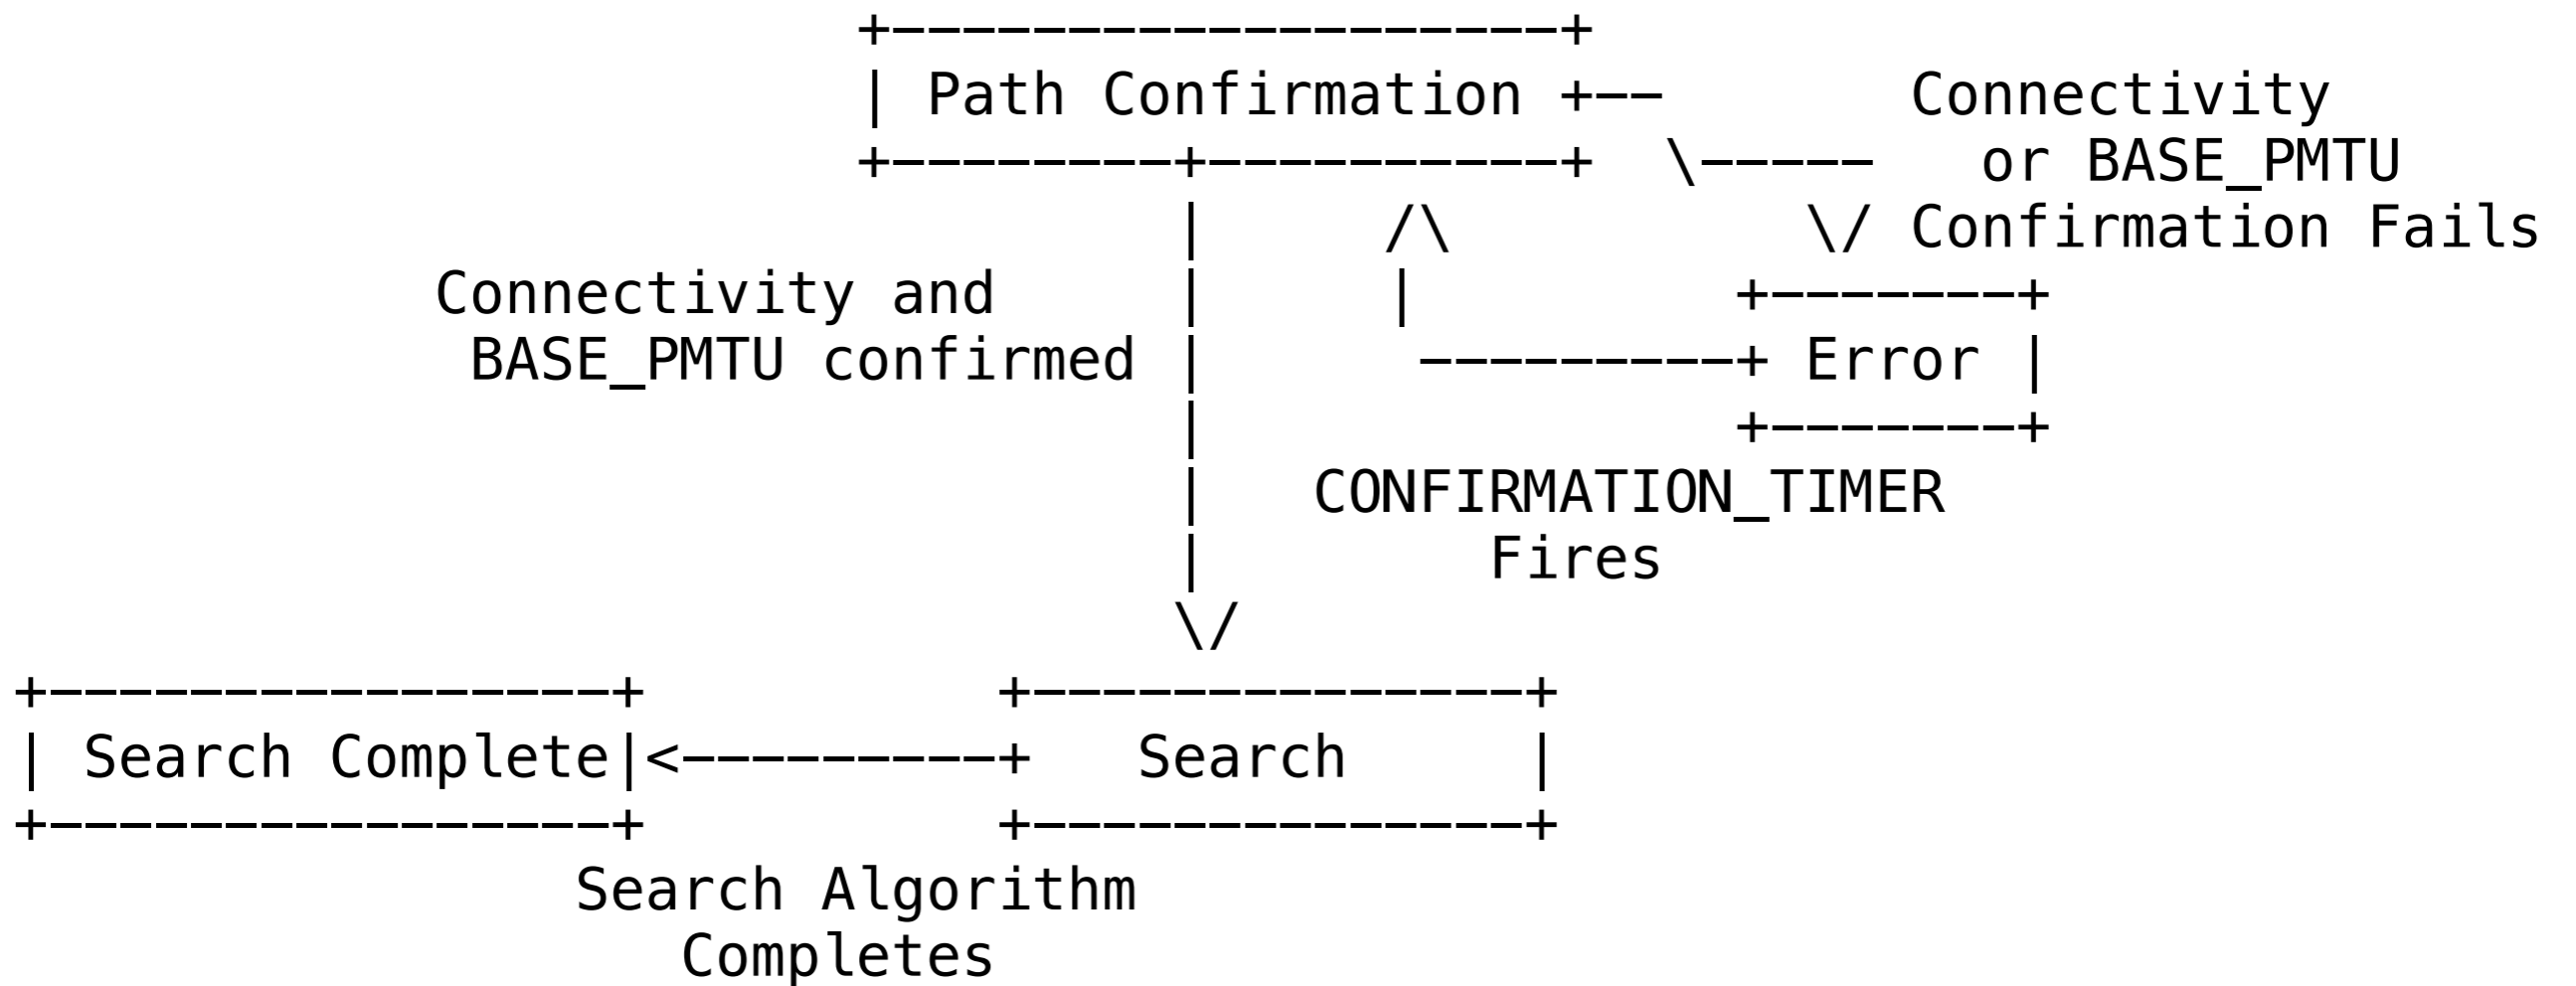 +-------------------+
| Path Confirmation +--       Connectivity
+--------+----------+  \-----   or BASE_PMTU
|     /\          \/ Confirmation Fails
Connectivity and     |     |         +-------+
BASE_PMTU confirmed |      ---------+ Error |
|               +-------+
|   CONFIRMATION_TIMER
|        Fires
\/
+----------------+          +--------------+
| Search Complete|<---------+   Search     |
+----------------+          +--------------+
Search Algorithm
Completes